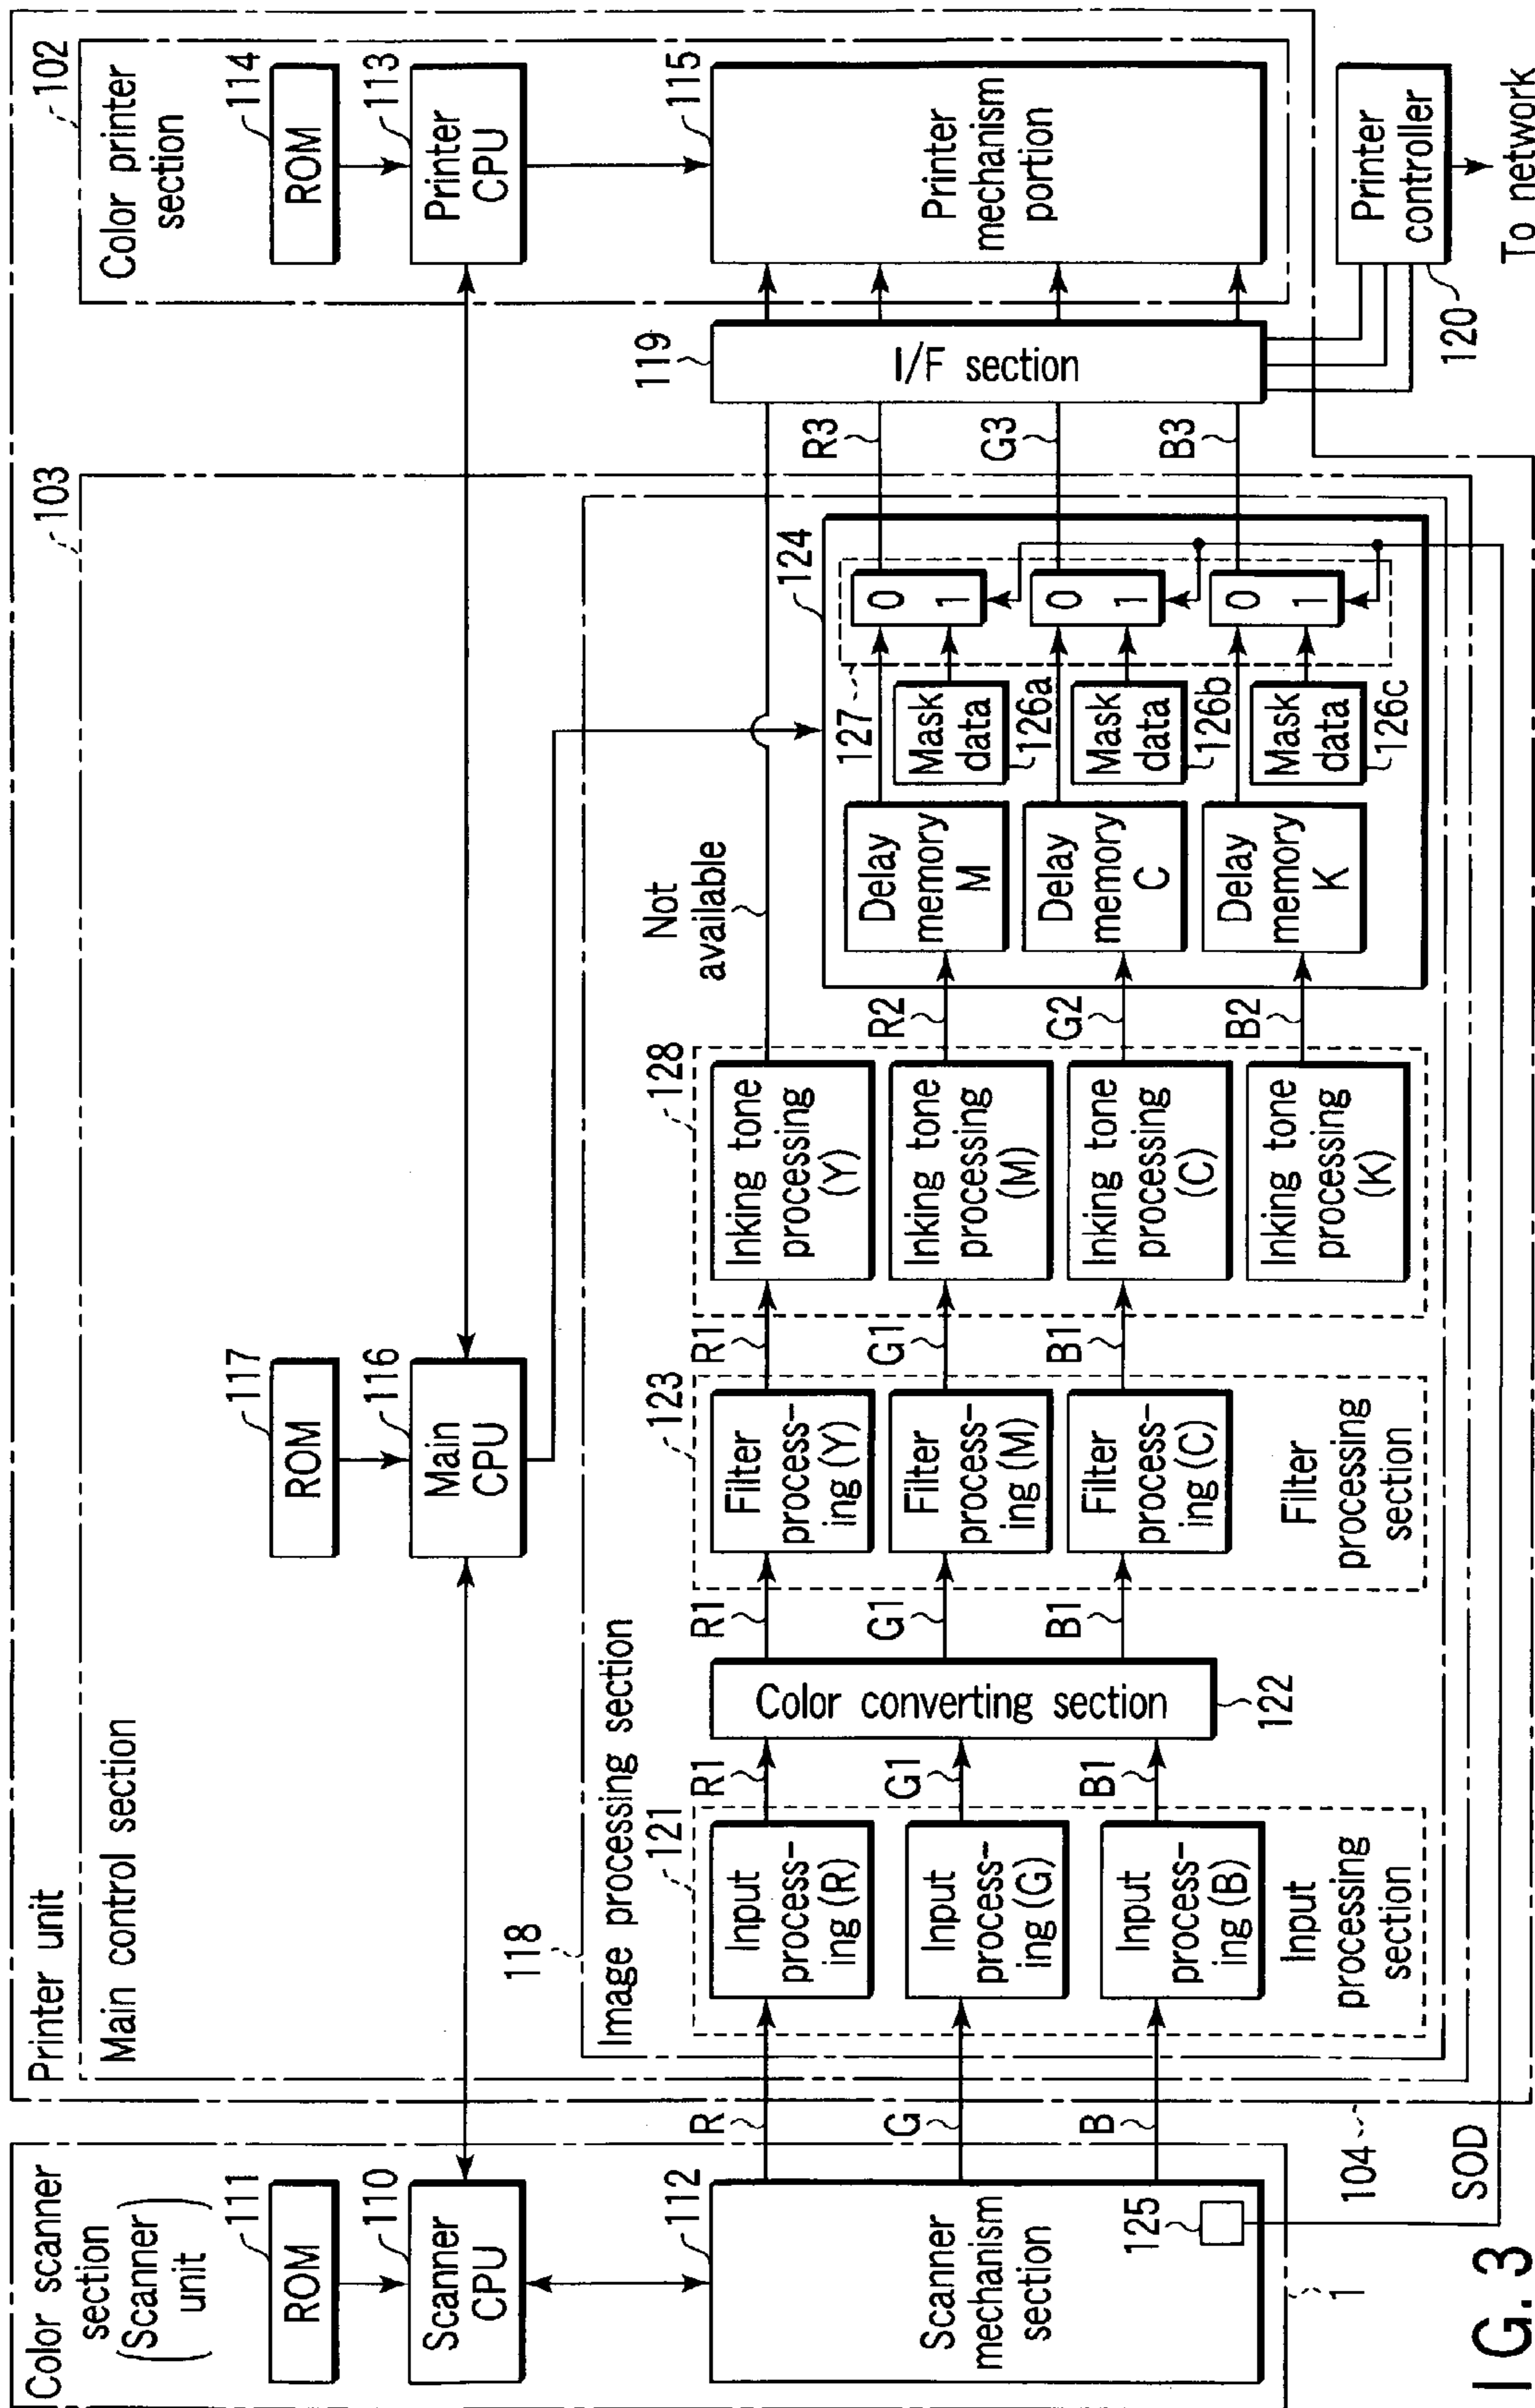 Color scanner
section
(Scanner
unit)
ROM
111
Scanner
CPU
110
Scanner
mechanism
section
112
125
1
R
G
B
104
SOD
Printer unit
Main control section
103
ROM
117
Main
CPU
116
118
Image processing section
121
Input
process-
ing (R)
Input
process-
ing (G)
Input
process-
ing (B)
Input
processing
section
R1
G1
B1
Color converting section
122
R1
G1
B1
123
Filter
process-
ing (Y)
Filter
process-
ing (M)
Filter
process-
ing (C)
Filter
processing
section
R1
G1
B1
128
Inking tone
processing
(Y)
Inking tone
processing
(M)
Inking tone
processing
(C)
Inking tone
processing
(K)
Not
available
R2
G2
B2
124
Delay
memory
M
Delay
memory
C
Delay
memory
K
127
Mask
data
126a
Mask
data
126b
Mask
data
126c
0
1
0
1
0
1
R3
G3
B3
119
I/F section
102
Color printer
section
ROM
114
Printer
CPU
113
Printer
mechanism
portion
115
Printer
controller
120
To network
I G. 3